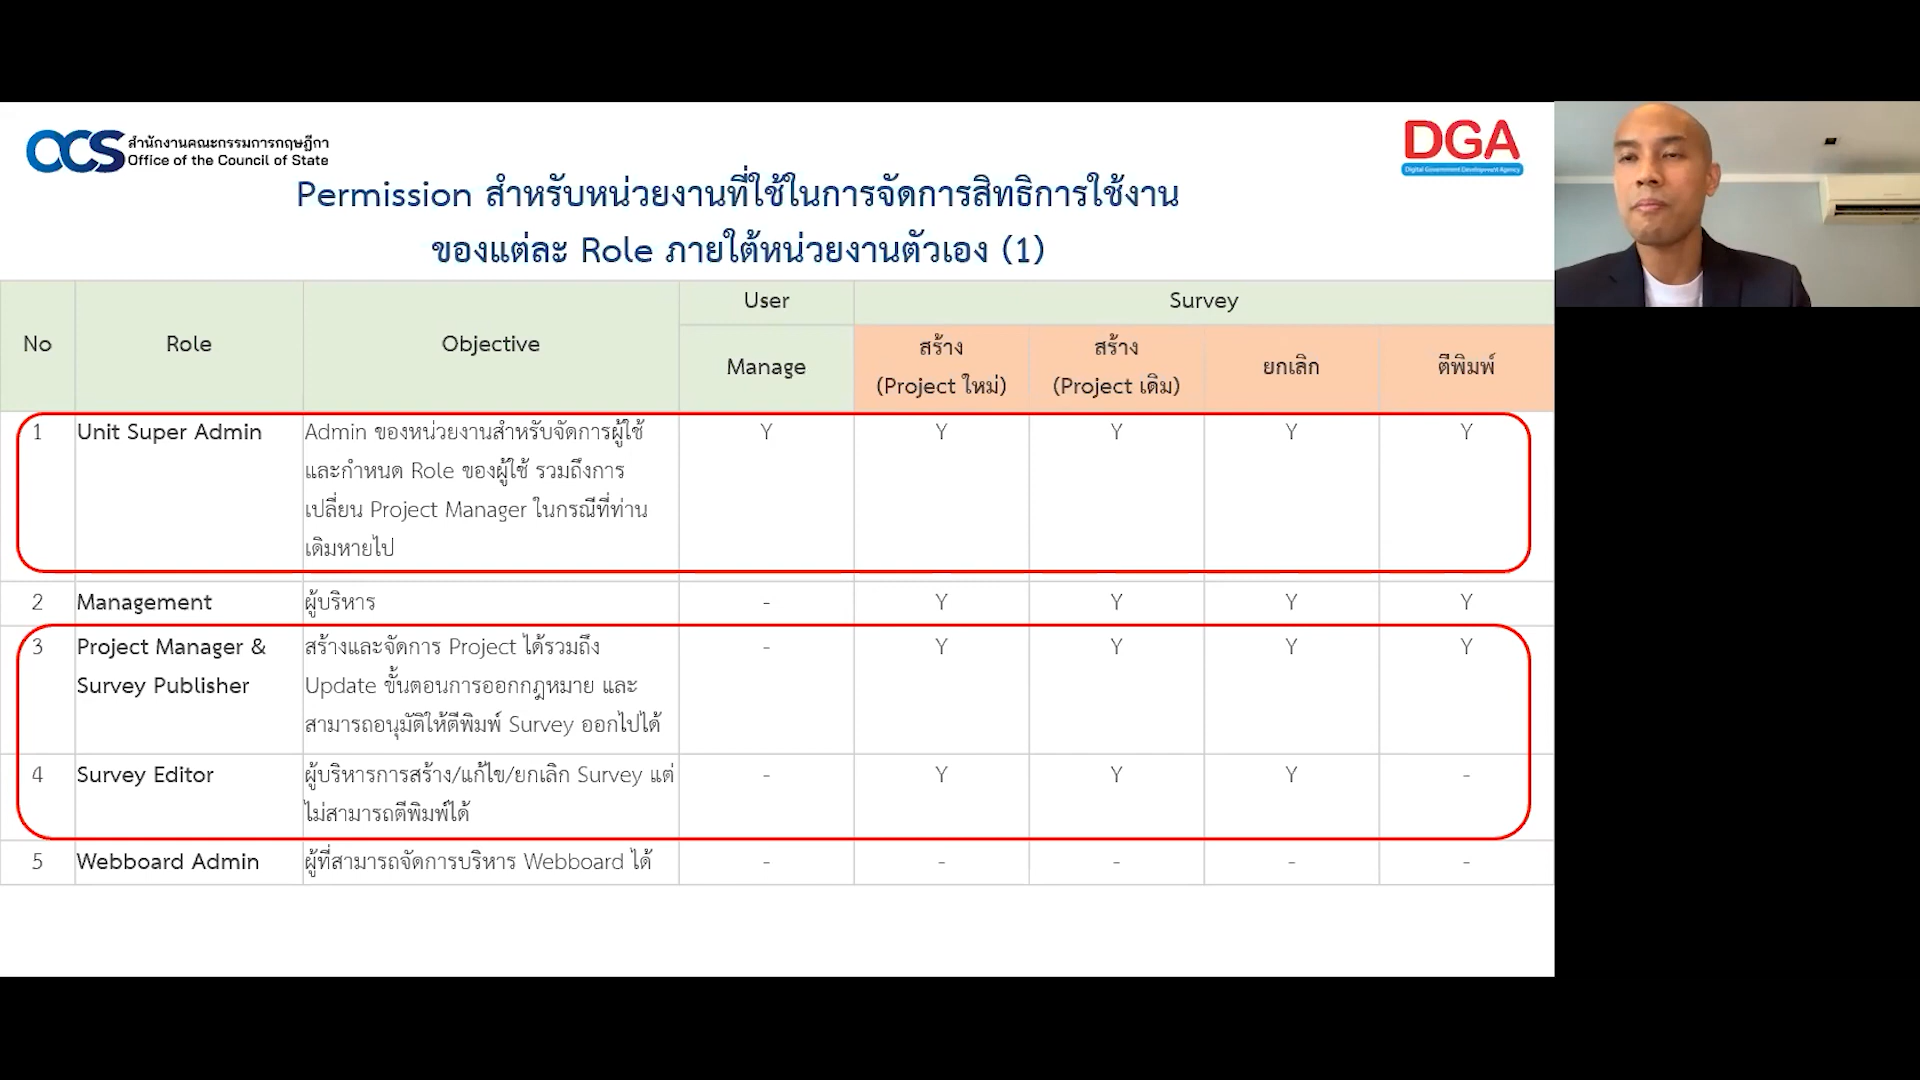 OCS สำนักงานคณะกรรมการกฤษฎีกา
Office of the Council of State
DGA
Digital Government Development Agency
Permission สำหรับหน่วยงานที่ใช้ในการจัดการสิทธิการใช้งาน
ของแต่ละ Role ภายใต้หน่วยงานตัวเอง (1)
No Role Objective User Survey
Manage สร้าง (Project ใหม่) สร้าง (Project เดิม) ยกเลิก ตีพิมพ์
1 Unit Super Admin Admin ของหน่วยงานสำหรับจัดการผู้ใช้ Y Y Y Y Y
และกำหนด Role ของผู้ใช้ รวมถึงการ
เปลี่ยน Project Manager ในกรณีที่ท่าน
เดิมหายไป
2 Management ผู้บริหาร - Y Y Y Y
3 Project Manager & สร้างและจัดการ Project ได้รวมถึง - Y Y Y Y
Survey Publisher Update ขั้นตอนการออกกฎหมาย และ
สามารถอนุมัติให้ตีพิมพ์ Survey ออกไปได้
4 Survey Editor ผู้บริหารการสร้าง/แก้ไข/ยกเลิก Survey แต่ - Y Y Y -
ไม่สามารถตีพิมพ์ได้
5 Webboard Admin ผู้ที่สามารถจัดการบริหาร Webboard ได้ - - - - -